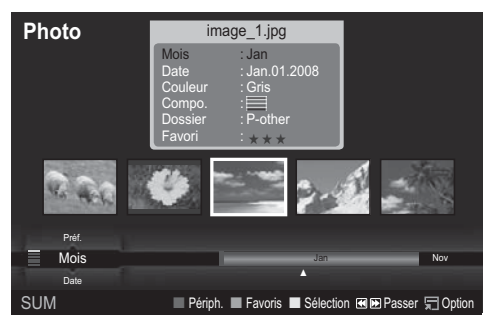 Photo
image_1.jpg
Mois : Jan
Date : Jan.01.2008
Couleur : Gris
Compo. :
Dossier : P-other
Favori : ★ ★ ★
Préf.
Mois
Jan
Nov
Date
SUM
Périph. Favoris Sélection Passer Option